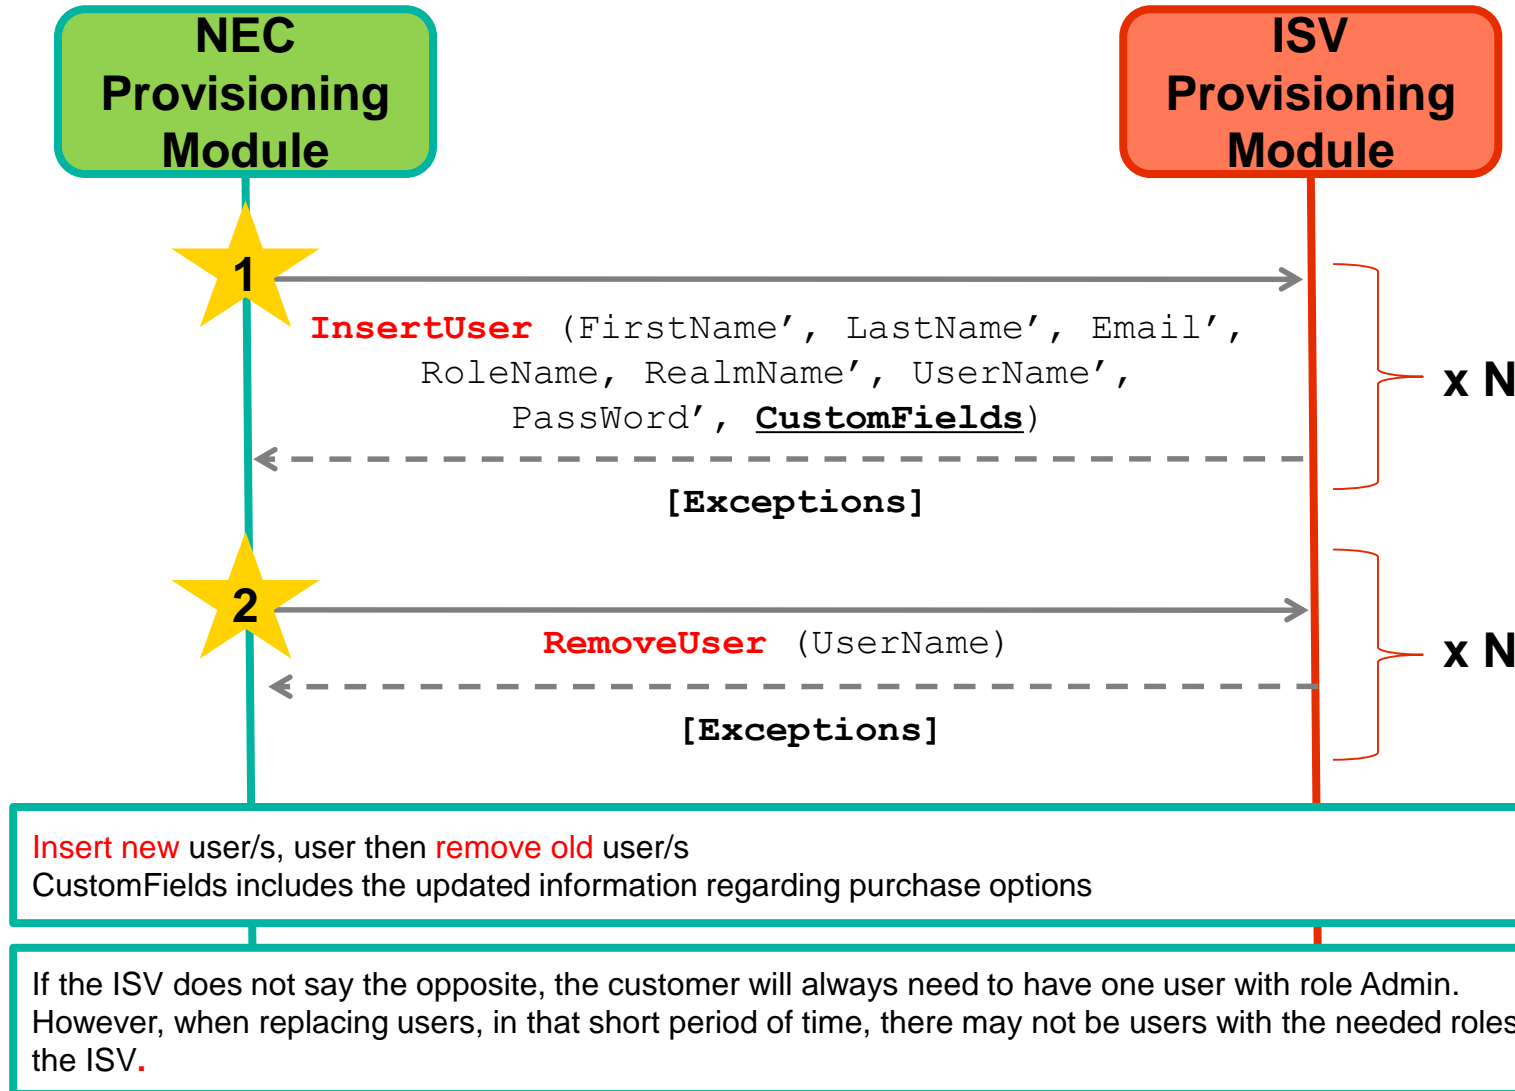 NEC
Provisioning
Module
ISV
Provisioning
Module
1
InsertUser (FirstName’, LastName’, Email’,
RoleName, RealmName’, UserName’,
PassWord’, CustomFields)
x N
[Exceptions]
2
RemoveUser (UserName)
x N
[Exceptions]
Insert new user/s, user then remove old user/s
CustomFields includes the updated information regarding purchase options
If the ISV does not say the opposite, the customer will always need to have one user with role Admin.
However, when replacing users, in that short period of time, there may not be users with the needed roles
the ISV.